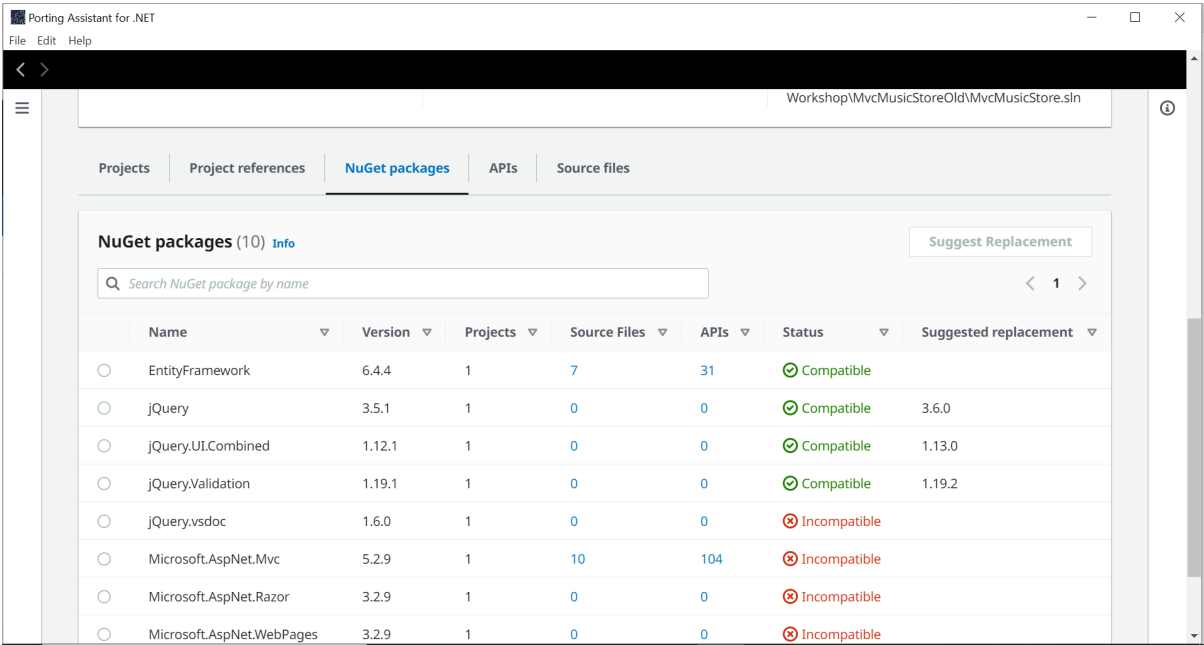 Porting Assistant for .NET
File Edit Help
Workshop\MvcMusicStoreOld\MvcMusicStore.sln
Projects Project references NuGet packages APIs Source files
NuGet packages (10) Info Suggest Replacement
Search NuGet package by name 1
Name Version Projects Source Files APIs Status Suggested replacement
EntityFramework 6.4.4 1 7 31 Compatible
jQuery 3.5.1 1 0 0 Compatible 3.6.0
jQuery.UI.Combined 1.12.1 1 0 0 Compatible 1.13.0
jQuery.Validation 1.19.1 1 0 0 Compatible 1.19.2
jQuery.vsdoc 1.6.0 1 0 0 Incompatible
Microsoft.AspNet.Mvc 5.2.9 1 10 104 Incompatible
Microsoft.AspNet.Razor 3.2.9 1 0 0 Incompatible
Microsoft.AspNet.WebPages 3.2.9 1 0 0 Incompatible